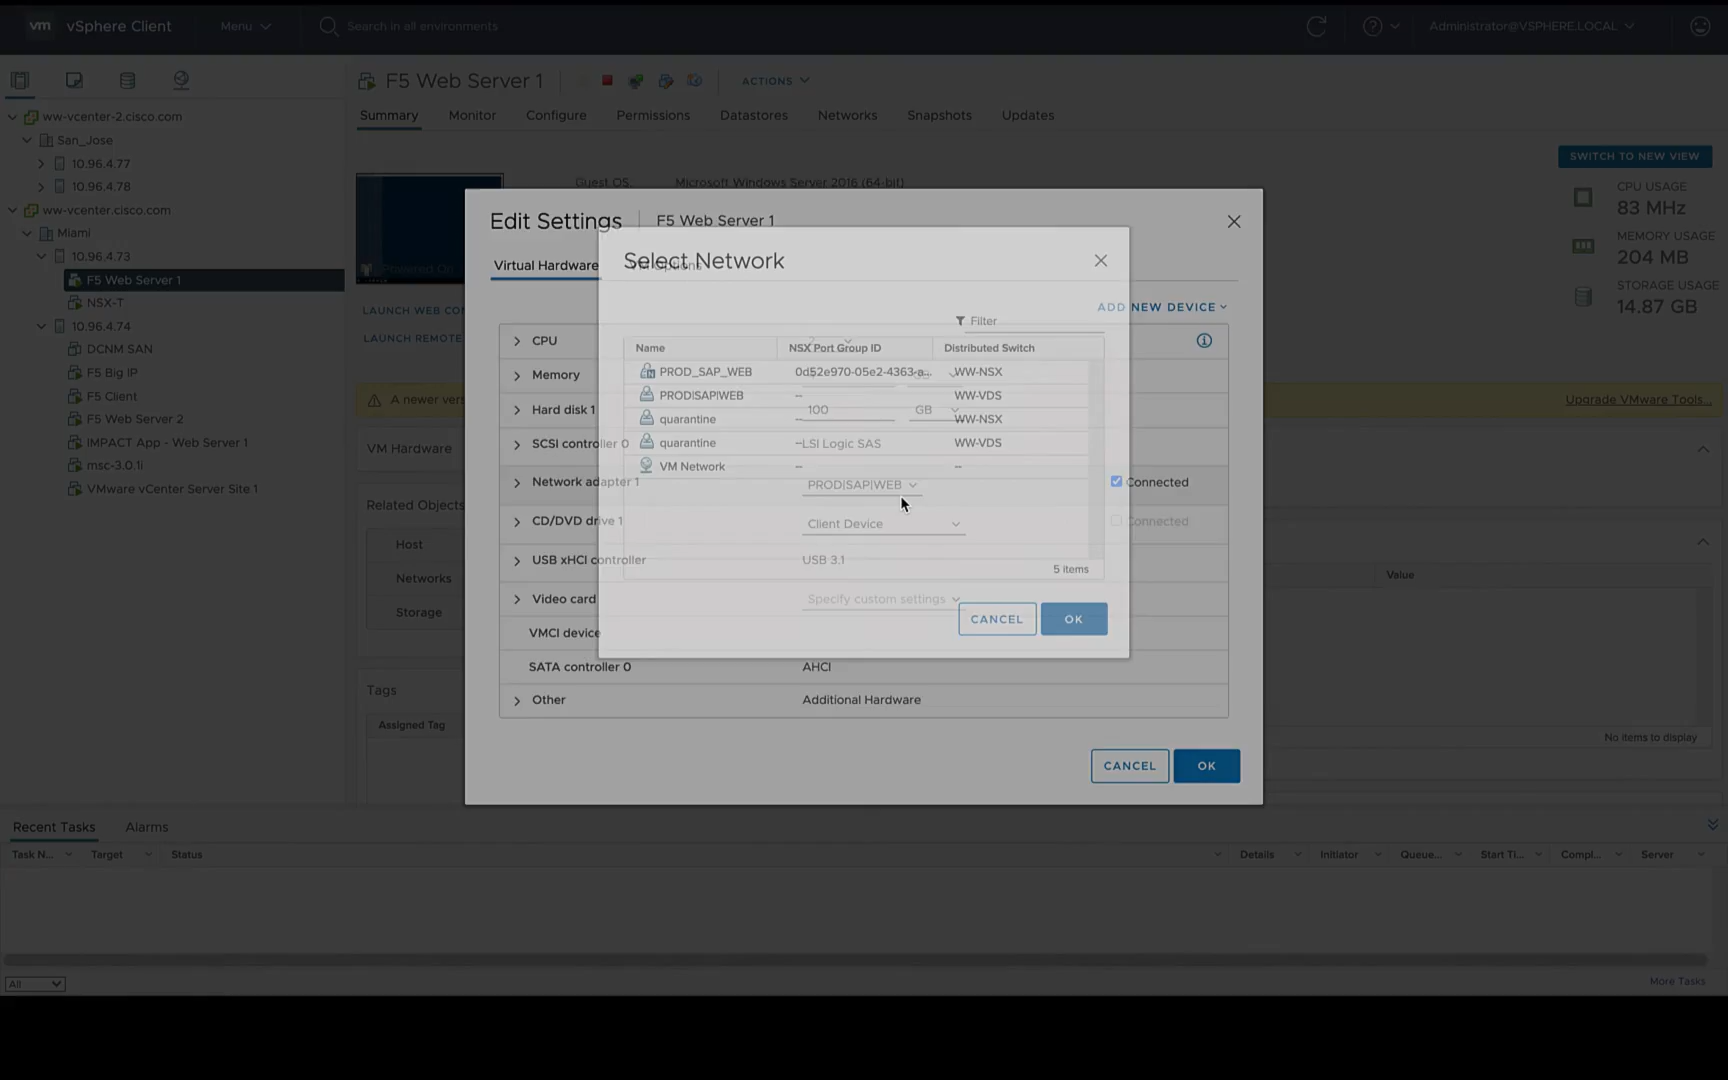 vm vSphere Client Menu Search in all environments Administrator@VSPHERE.LOCAL
F5 Web Server 1 ACTIONS
ww-vcenter-2.cisco.com
San_Jose
10.96.4.77
10.96.4.78
ww-vcenter.cisco.com
Miami
10.96.4.73
F5 Web Server 1
NSX-T
10.96.4.74
DCNM SAN
F5 Big IP
F5 Client
F5 Web Server 2
IMPACT App - Web Server 1
msc-3.0.1i
VMware vCenter Server Site 1
Summary Monitor Configure Permissions Datastores Networks Snapshots Updates
SWITCH TO NEW VIEW
Guest OS Microsoft Windows Server 2016 (64-bit)
CPU USAGE
83 MHz
MEMORY USAGE
204 MB
STORAGE USAGE
14.87 GB
Powered On
LAUNCH WEB CON
LAUNCH REMOTE
A newer vers
Upgrade VMware Tools...
VM Hardware
Related Objects
Host
Networks
Storage
Tags
Assigned Tag
Value
No items to display
Edit Settings F5 Web Server 1
Virtual Hardware VM Options
ADD NEW DEVICE
CPU 2
Memory
Hard disk 1 100 GB
SCSI controller 0 LSI Logic SAS
Network adapter 1 PROD|SAP|WEB Connected
CD/DVD drive 1 Client Device Connected
USB xHCI controller USB 3.1
Video card Specify custom settings
VMCI device
SATA controller 0 AHCI
Other Additional Hardware
CANCEL OK
Select Network
Filter
Name NSX Port Group ID Distributed Switch
PROD_SAP_WEB 0d52e970-05e2-4363-a... WW-NSX
PROD|SAP|WEB -- WW-VDS
quarantine -- WW-NSX
quarantine -- WW-VDS
VM Network -- --
5 items
CANCEL OK
Recent Tasks Alarms
Task N... Target Status Details Initiator Queue... Start Ti... Compl... Server
All More Tasks